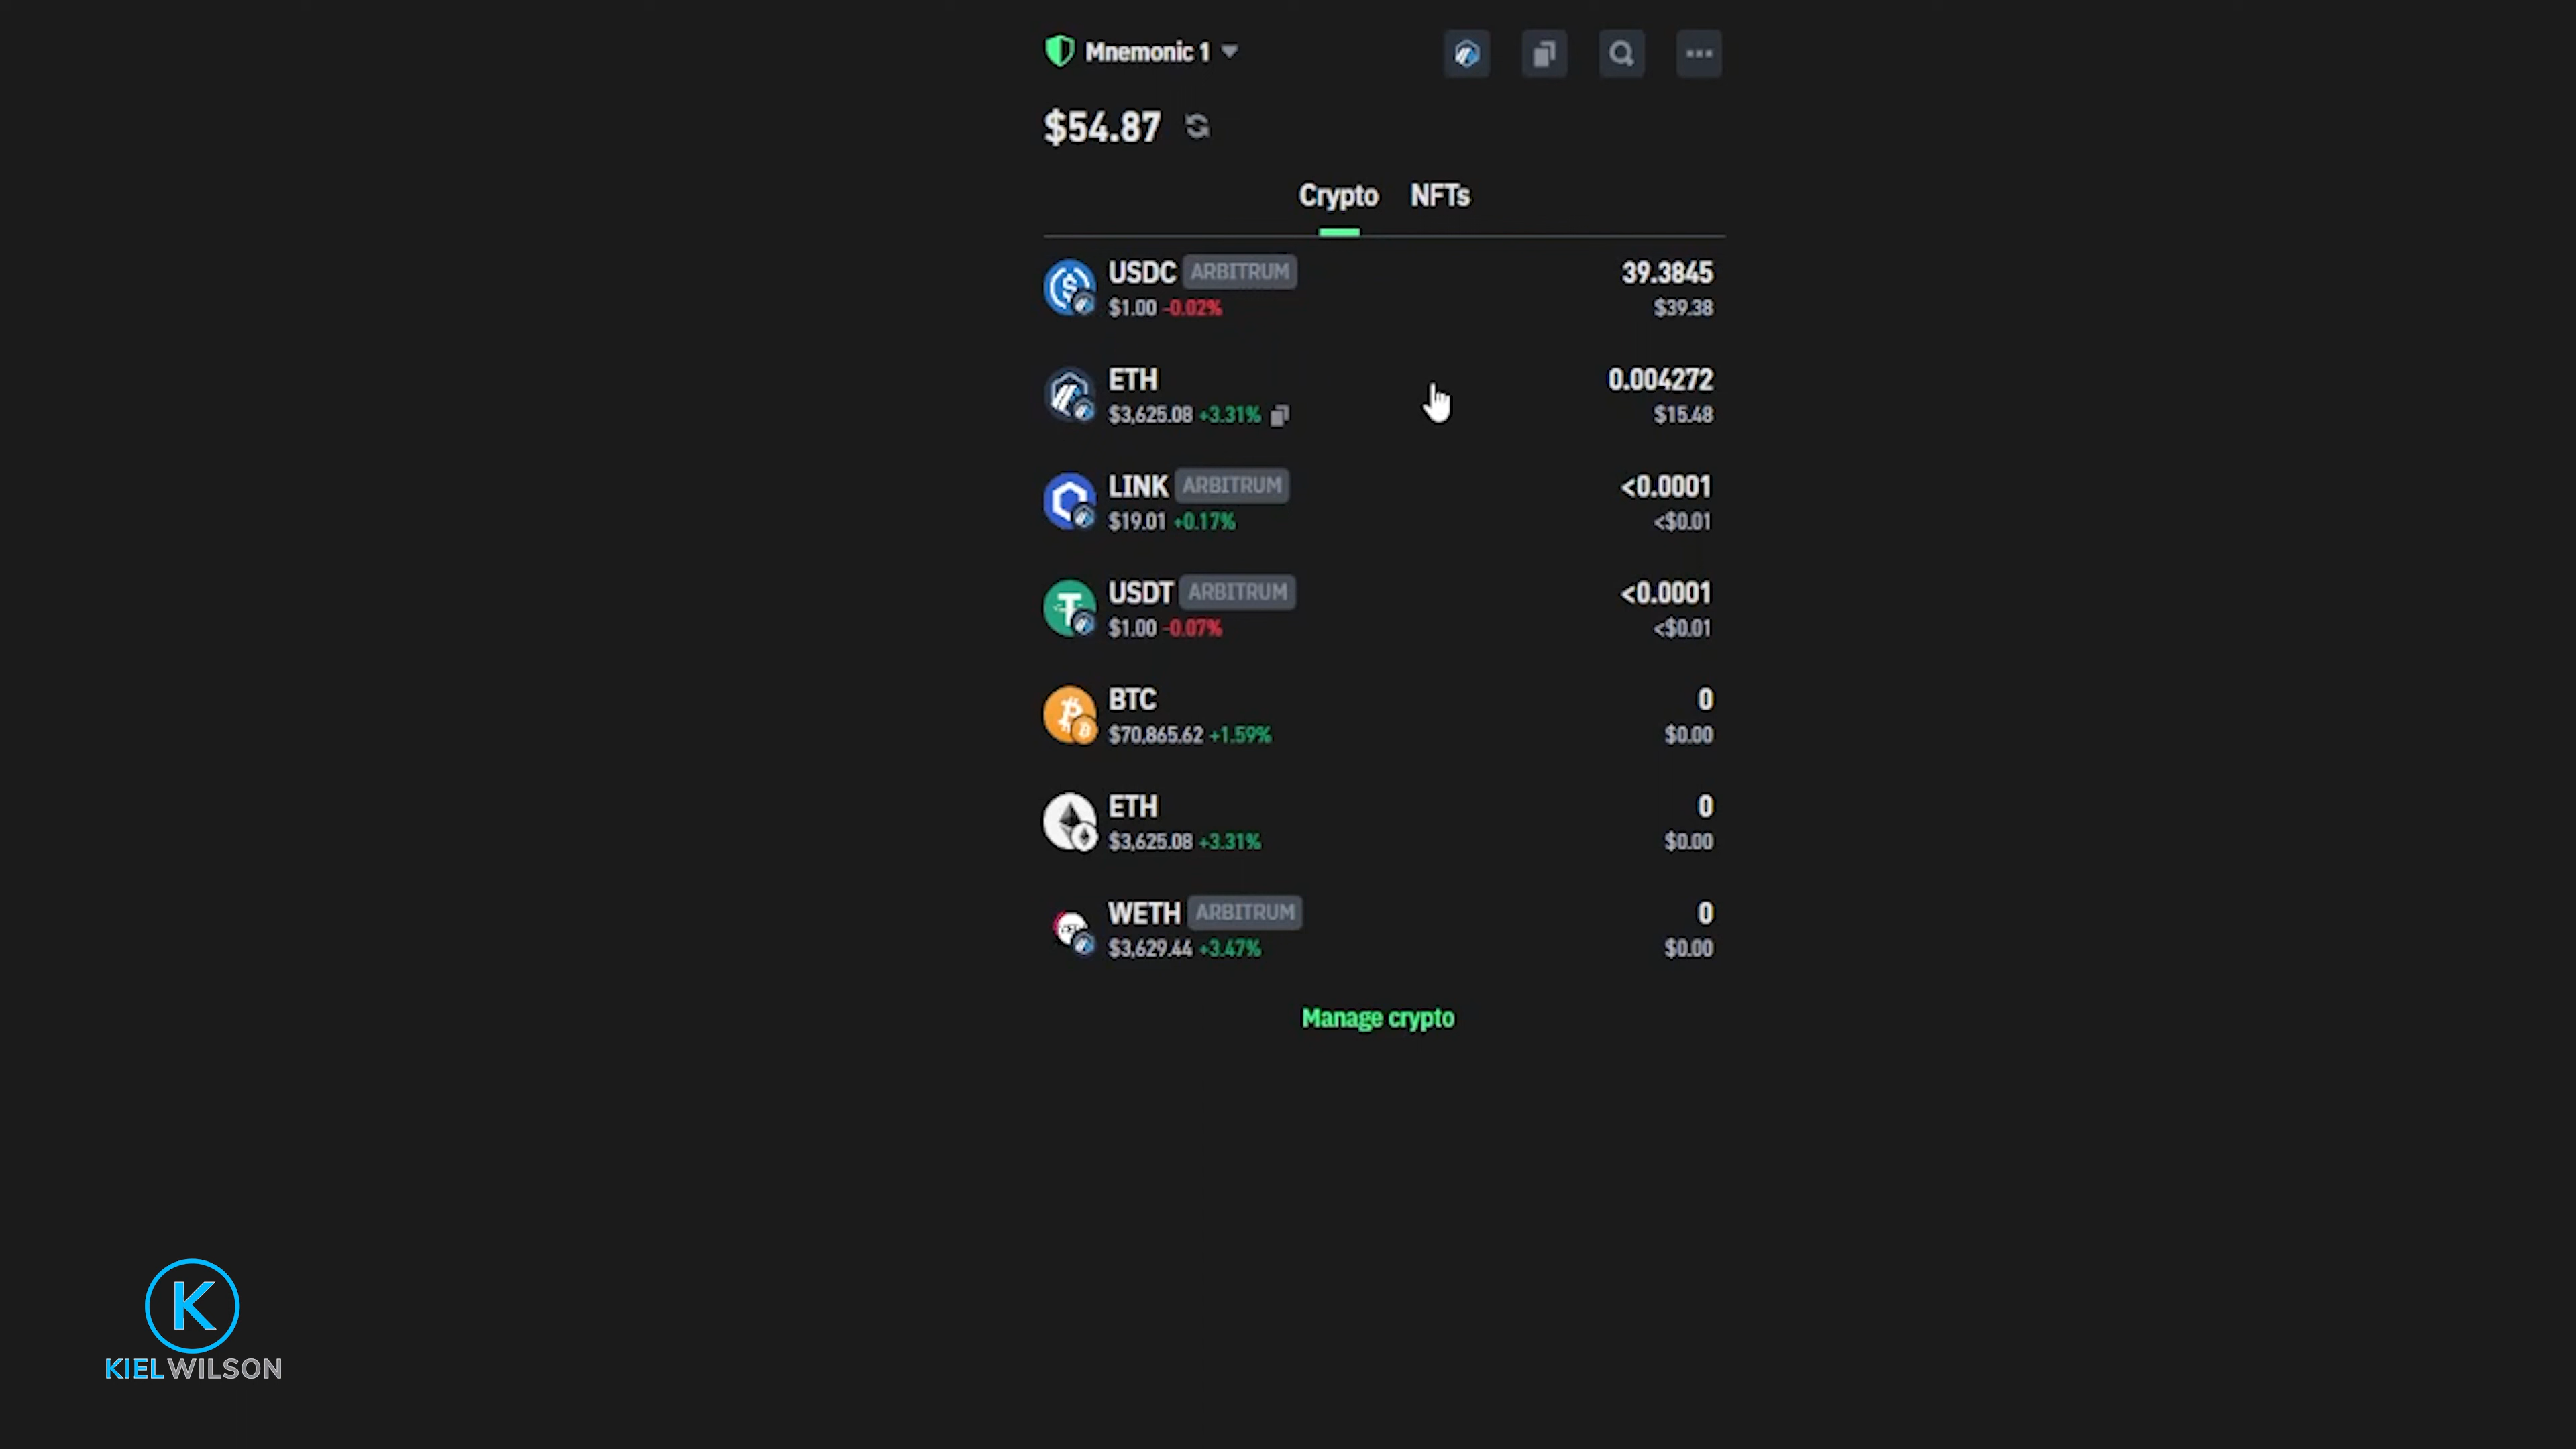 Mnemonic 1
$54.87
Crypto NFTs
USDC ARBITRUM 39.3845
$1.00 -0.02% $39.38
ETH 0.004272
$3,625.08 +3.31% $15.48
LINK ARBITRUM <0.0001
$19.01 +0.17% <$0.01
USDT ARBITRUM <0.0001
$1.00 -0.07% <$0.01
BTC 0
$70,865.62 +1.59% $0.00
ETH 0
$3,625.08 +3.31% $0.00
WETH ARBITRUM 0
$3,629.44 +3.47% $0.00
Manage crypto
K
KIELWILSON